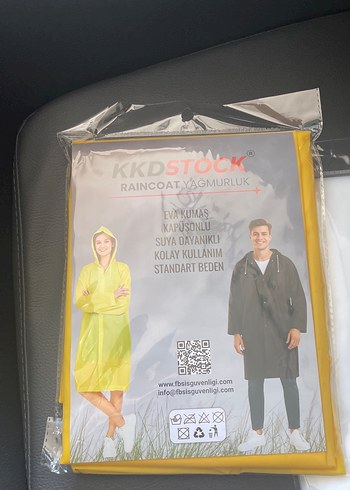 KKDSTOCK®
RAINCOAT YAĞMURLUK
EVA KUMAŞ
KAPÜŞONLU
SUYA DAYANIKLI
KOLAY KULLANIM
STANDART BEDEN
www.fbsisguvenligi.com
info@fbsisguvenligi.com